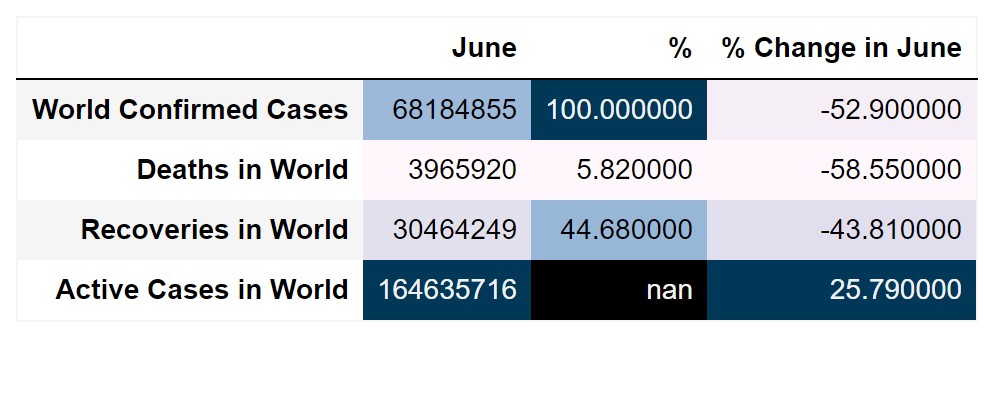 June % % Change in June
World Confirmed Cases 68184855 100.000000 -52.900000
Deaths in World 3965920 5.820000 -58.550000
Recoveries in World 30464249 44.680000 -43.810000
Active Cases in World 164635716 nan 25.790000